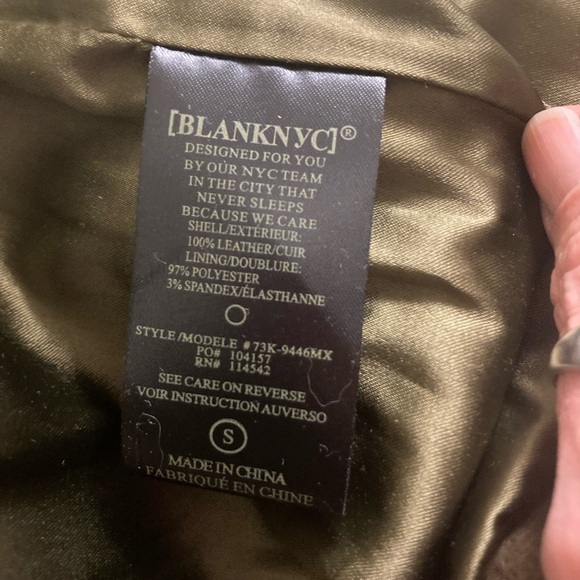 [BLANKNYC]®
DESIGNED FOR YOU
BY OUR NYC TEAM
IN THE CITY THAT
NEVER SLEEPS
BECAUSE WE CARE
SHELL/EXTÉRIEUR:
100% LEATHER/CUIR
LINING/DOUBLURE:
97% POLYESTER
3% SPANDEX/ÉLASTHANNE
STYLE/MODELE # 73K-9446MX
PO# 104157
RN# 114542
SEE CARE ON REVERSE
VOIR INSTRUCTION AUVERSO
S
MADE IN CHINA
FABRIQUÉ EN CHINE